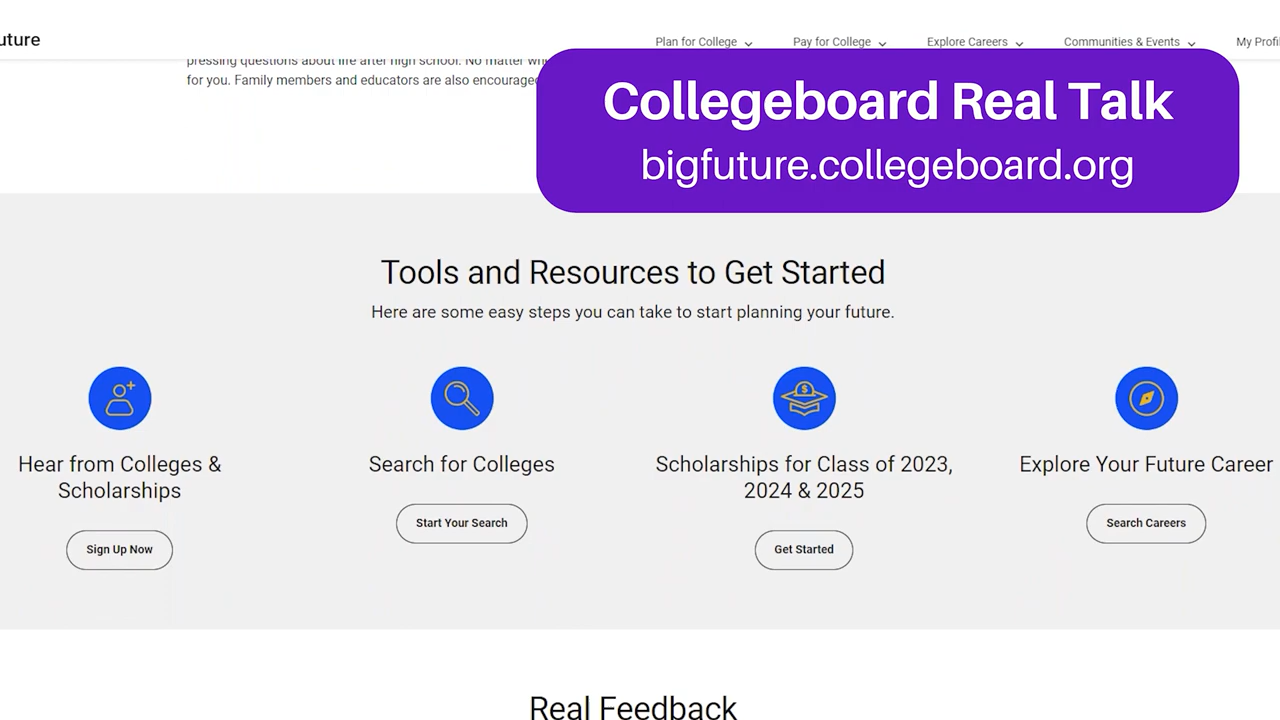 uture
Plan for College
Pay for College
Explore Careers
Communities & Events
My Profil
pressing questions about life after high school. No matter
for you. Family members and educators are also encouraged
Collegeboard Real Talk
bigfuture.collegeboard.org
Tools and Resources to Get Started
Here are some easy steps you can take to start planning your future.
Hear from Colleges &
Scholarships
Sign Up Now
Search for Colleges
Start Your Search
Scholarships for Class of 2023,
2024 & 2025
Get Started
Explore Your Future Career
Search Careers
Real Feedback